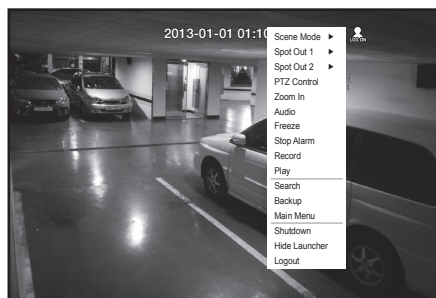 2013-01-01 01:10
LOG ON
Scene Mode ▶
Spot Out 1 ▶
Spot Out 2 ▶
PTZ Control
Zoom In
Audio
Freeze
Stop Alarm
Record
Play
Search
Backup
Main Menu
Shutdown
Hide Launcher
Logout